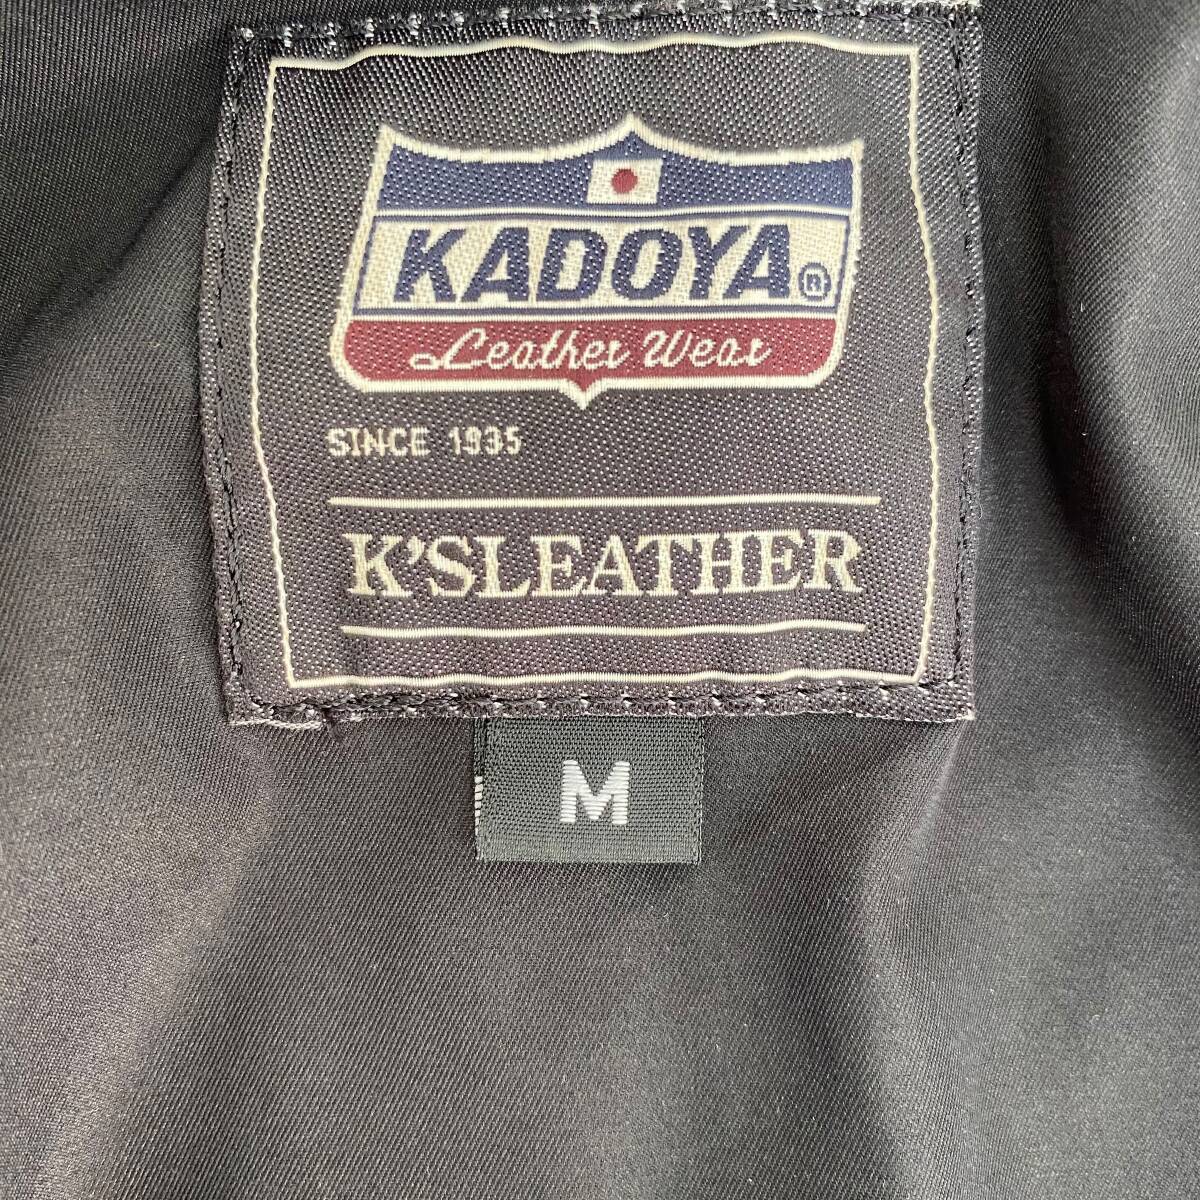 KADOYA®
Leather Wear
SINCE 1935
K'SLEATHER
M